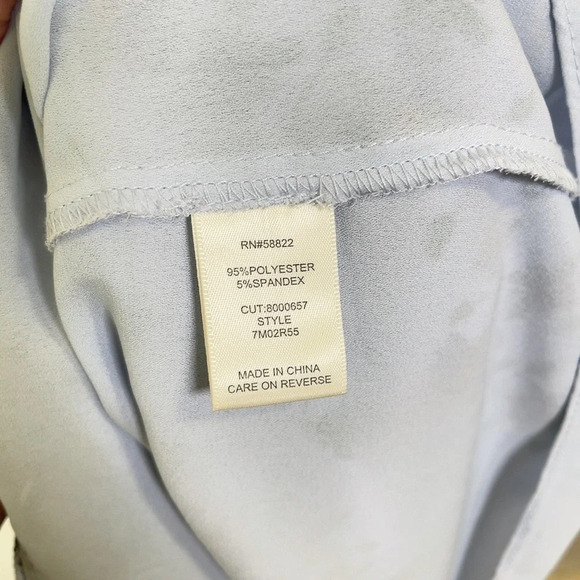 RN#58822
95%POLYESTER
5%SPANDEX
CUT:8000657
STYLE
7M02R55
MADE IN CHINA
CARE ON REVERSE